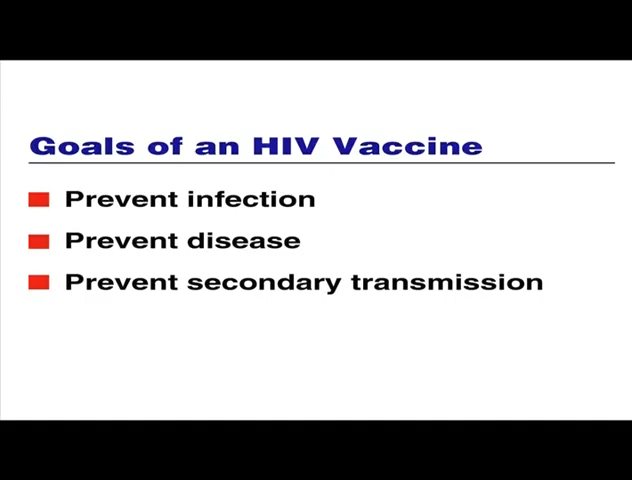 Goals of an HIV Vaccine
Prevent infection
Prevent disease
Prevent secondary transmission